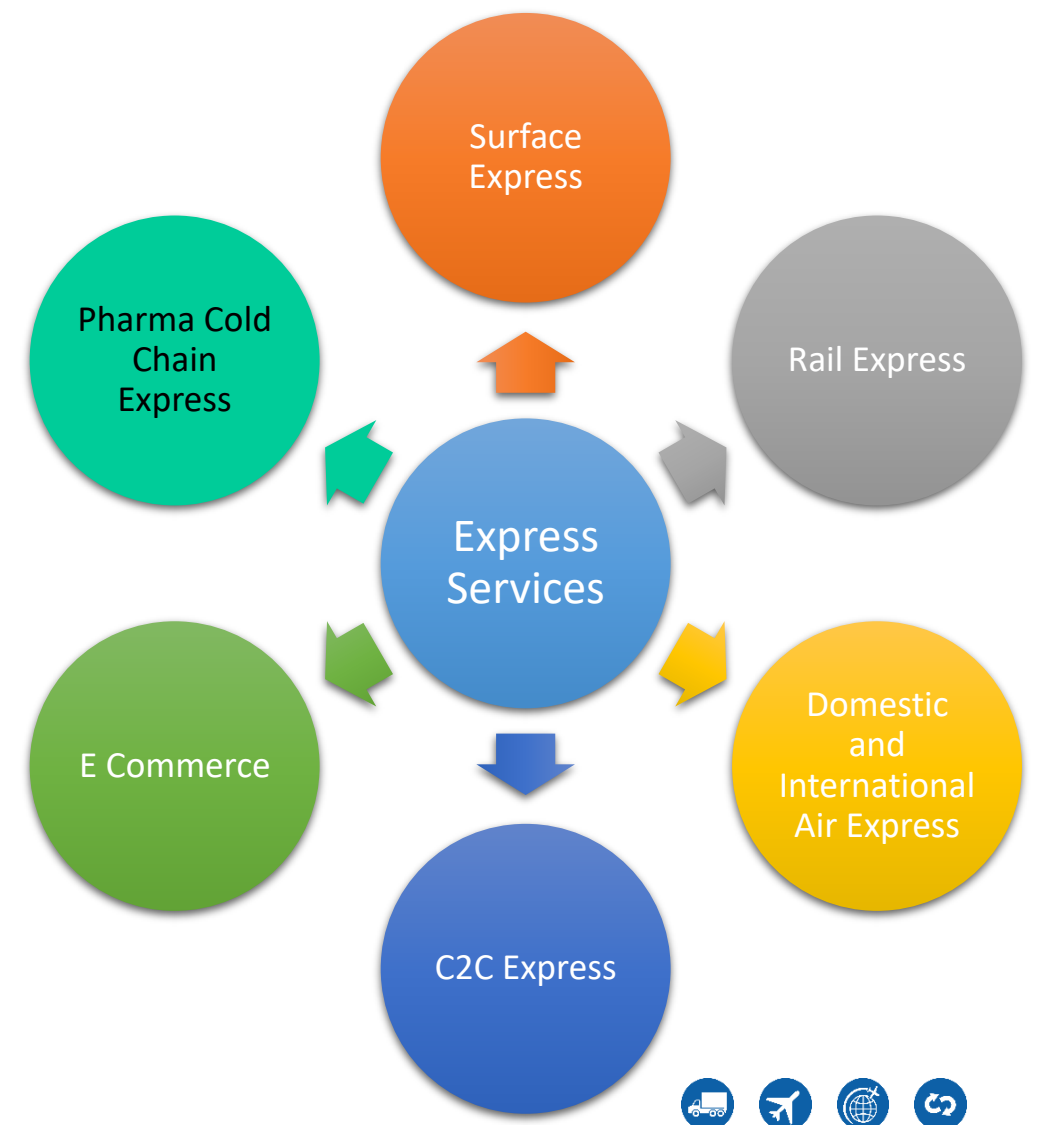 Surface
Express
Pharma Cold
Chain
Express
Rail Express
Express
Services
E Commerce
Domestic
and
International
Air Express
C2C Express